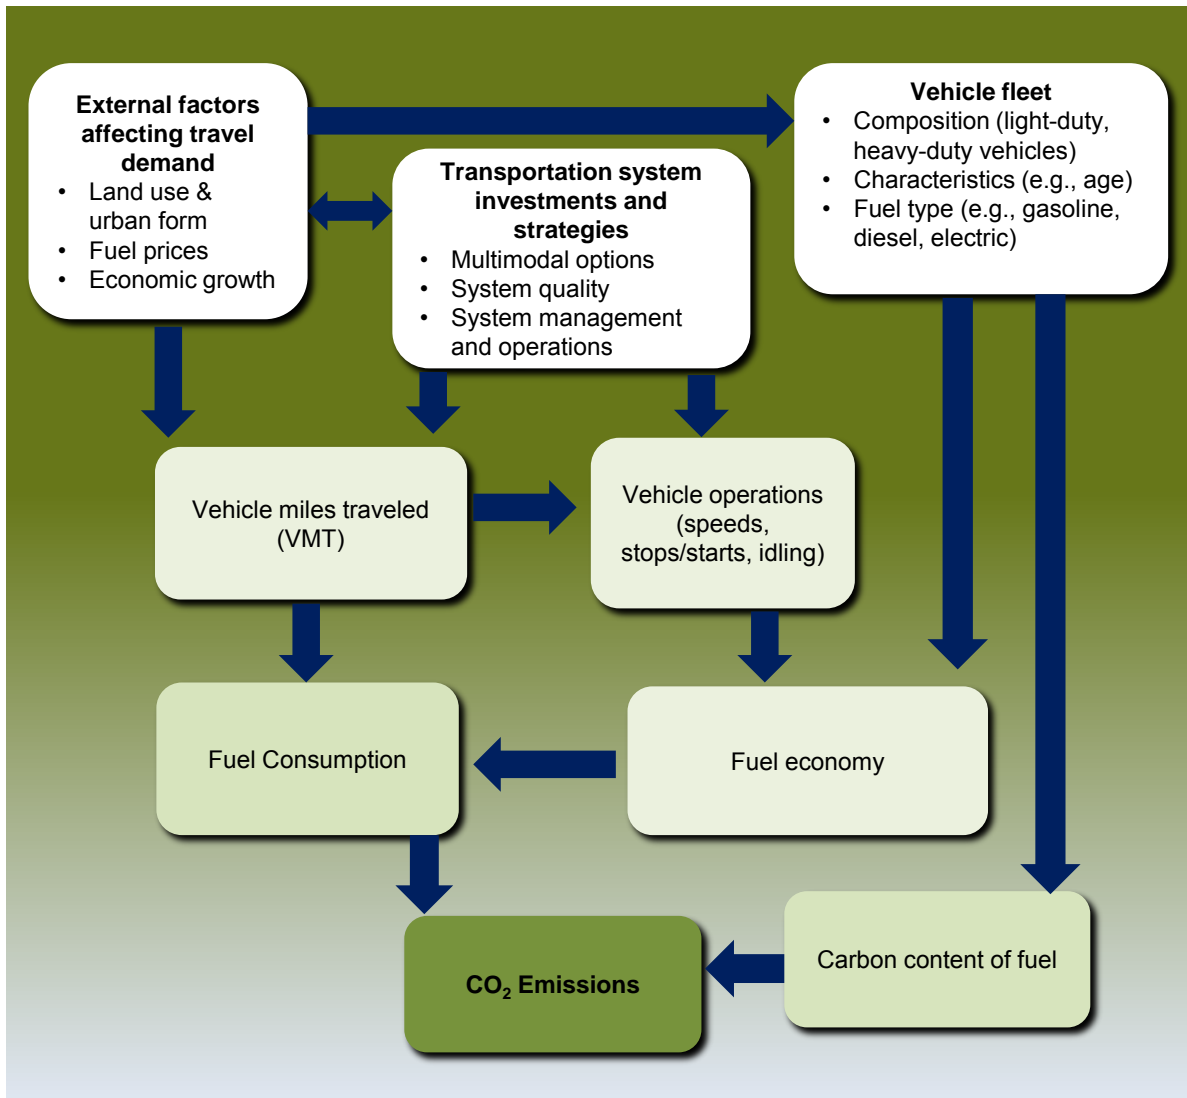 External factors
affecting travel
demand
• Land use &
urban form
• Fuel prices
• Economic growth
Transportation system
investments and
strategies
• Multimodal options
• System quality
• System management
and operations
Vehicle fleet
• Composition (light-duty,
heavy-duty vehicles)
• Characteristics (e.g., age)
• Fuel type (e.g., gasoline,
diesel, electric)
Vehicle miles traveled
(VMT)
Vehicle operations
(speeds,
stops/starts, idling)
Fuel Consumption
Fuel economy
CO₂ Emissions
Carbon content of fuel